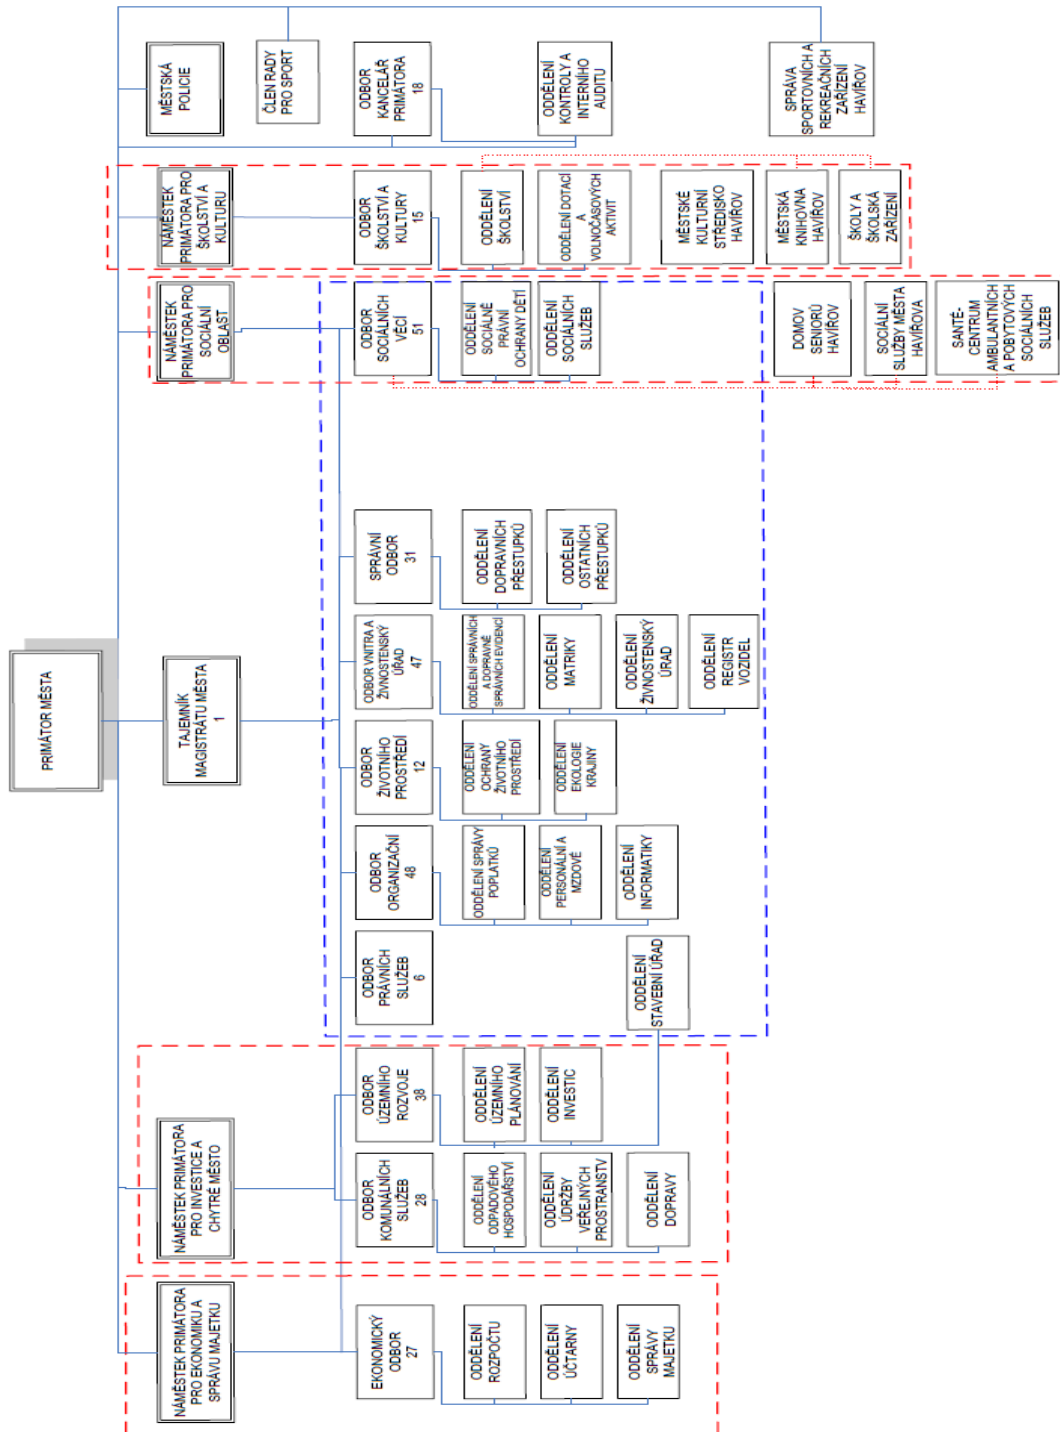 PRIMÁTOR MĚSTA
TAJEMNÍK
MAGISTRÁTU MĚSTA
1
NÁMĚSTEK PRIMÁTORA
PRO EKONOMIKU A
SPRÁVU MAJETKU
NÁMĚSTEK PRIMÁTORA
PRO INVESTICE A
CHYTRÉ MĚSTO
NÁMĚSTEK
PRIMÁTORA PRO
SOCIÁLNÍ
OBLAST
NÁMĚSTEK
PRIMÁTORA PRO
ŠKOLSTVÍ A
KULTURU
MĚSTSKÁ
POLICIE
ČLEN RADY
PRO SPORT
EKONOMICKÝ
ODBOR
27
ODBOR
KOMUNÁLNÍCH
SLUŽEB
28
ODBOR
ÚZEMNÍHO
ROZVOJE
38
ODBOR
PRÁVNÍCH
SLUŽEB
6
ODBOR
ORGANIZAČNÍ
48
ODBOR
ŽIVOTNÍHO
PROSTŘEDÍ
12
ODBOR VNITRA A
ŽIVNOSTENSKÝ
ÚŘAD
47
SPRÁVNÍ
ODBOR
31
ODBOR
SOCIÁLNÍCH
VĚCÍ
51
ODBOR
ŠKOLSTVÍ A
KULTURY
15
ODBOR
KANCELÁŘ
PRIMÁTORA
18
ODDĚLENÍ
ROZPOČTU
ODDĚLENÍ
ÚČTARNY
ODDĚLENÍ
SPRÁVY
MAJETKU
ODDĚLENÍ
ODPADOVÉHO
HOSPODÁŘSTVÍ
ODDĚLENÍ
ÚDRŽBY
VEŘEJNÝCH
PROSTRANSTV
ODDĚLENÍ
DOPRAVY
ODDĚLENÍ
ÚZEMNÍHO
PLÁNOVÁNÍ
ODDĚLENÍ
INVESTIC
ODDĚLENÍ
STAVEBNÍ ÚŘAD
ODDĚLENÍ SPRÁVY
POPLATKŮ
ODDĚLENÍ
PERSONÁLNÍ A
MZDOVÉ
ODDĚLENÍ
INFORMATIKY
ODDĚLENÍ
OCHRANY
ŽIVOTNÍHO
PROSTŘEDÍ
ODDĚLENÍ
EKOLOGIE
KRAJINY
ODDĚLENÍ SPRÁVNÍCH
A DOPRAVNĚ
SPRÁVNÍCH EVIDENCÍ
ODDĚLENÍ
MATRIKY
ODDĚLENÍ
ŽIVNOSTENSKÝ
ÚŘAD
ODDĚLENÍ
REGISTR
VOZIDEL
ODDĚLENÍ
DOPRAVNÍCH
PŘESTUPKŮ
ODDĚLENÍ
OSTATNÍCH
PŘESTUPKŮ
ODDĚLENÍ
SOCIÁLNĚ
PRÁVNÍ
OCHRANY DĚTÍ
ODDĚLENÍ
SOCIÁLNÍCH
SLUŽEB
DOMOV
SENIORŮ
HAVÍŘOV
SOCIÁLNÍ
SLUŽBY MĚSTA
HAVÍŘOVA
SANTÉ-
CENTRUM
AMBULANTNÍCH
A POBYTOVÝCH
SOCIÁLNÍCH
SLUŽEB
ODDĚLENÍ
ŠKOLSTVÍ
ODDĚLENÍ DOTACÍ
A
VOLNOČASOVÝCH
AKTIVIT
MĚSTSKÉ
KULTURNÍ
STŘEDISKO
HAVÍŘOV
MĚSTSKÁ
KNIHOVNA
HAVÍŘOV
ŠKOLY A
ŠKOLSKÁ
ZAŘÍZENÍ
ODDĚLENÍ
KONTROLY A
INTERNÍHO
AUDITU
SPRÁVA
SPORTOVNÍCH A
REKREAČNÍCH
ZAŘÍZENÍ
HAVÍŘOV